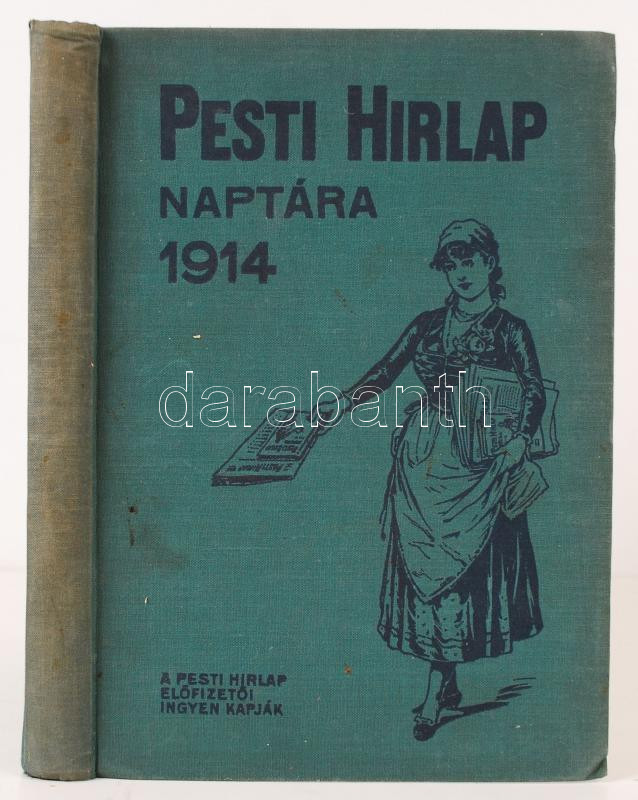 PESTI HIRLAP
NAPTÁRA
1914
darabanth
A PESTI HIRLAP
ELŐFIZETŐI
INGYEN KAPJÁK